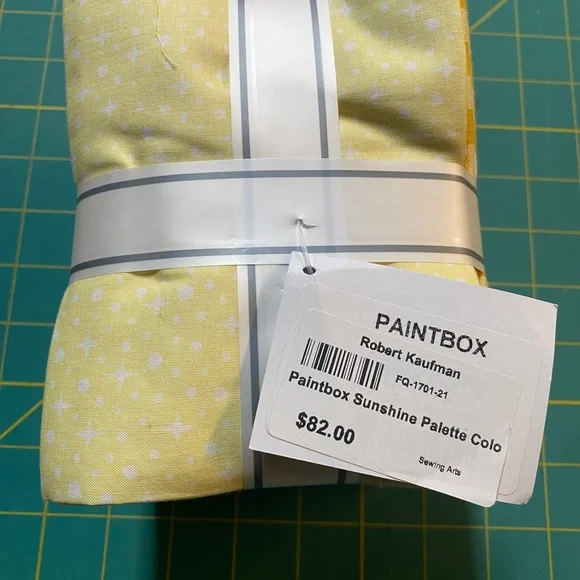 PAINTBOX
Robert Kaufman
FQ-1701-21
Paintbox Sunshine Palette Colo
$82.00
Sewing Arts